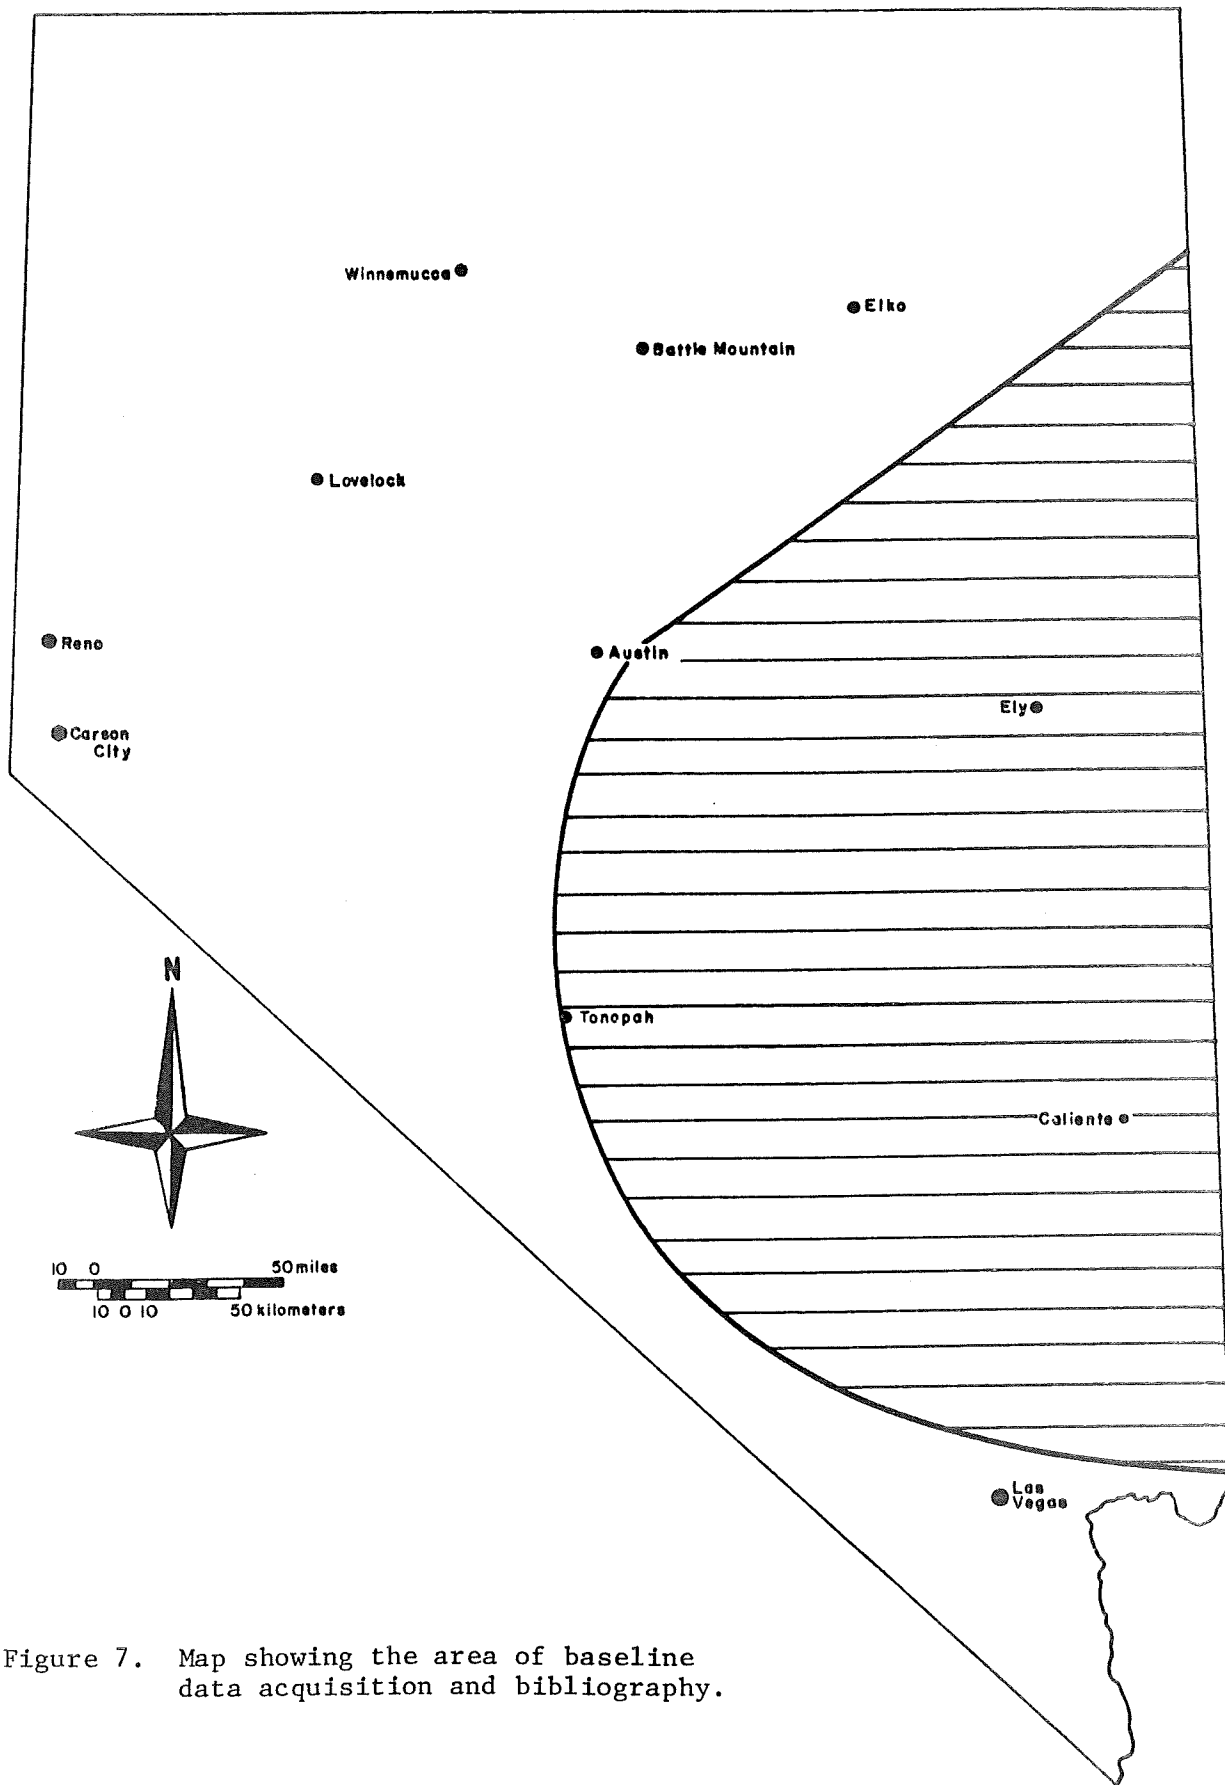 Winnemucca
Elko
Battle Mountain
Lovelock
Reno
Austin
Ely
Carson
City
N
Tonopah
Caliente
10 0 50 miles
10 0 10 50 kilometers
Las
Vegas
Figure 7. Map showing the area of baseline
data acquisition and bibliography.